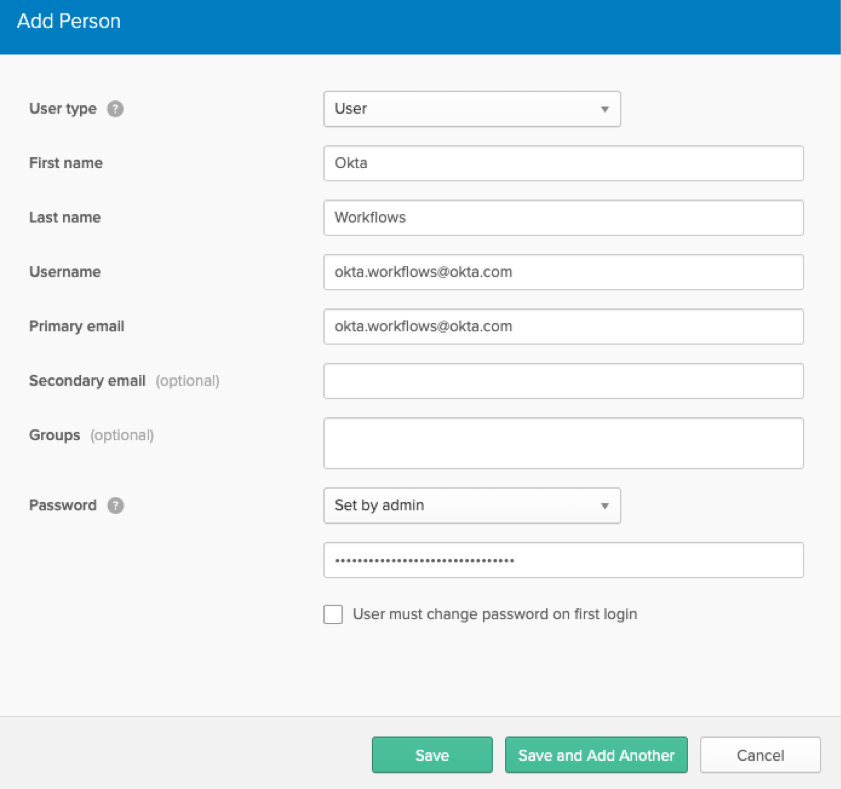 Add Person
User type ?
User
First name
Okta
Last name
Workflows
Username
okta.workflows@okta.com
Primary email
okta.workflows@okta.com
Secondary email (optional)
Groups (optional)
Password ?
Set by admin
••••••••••••••••••••••••••••••••
User must change password on first login
Save
Save and Add Another
Cancel